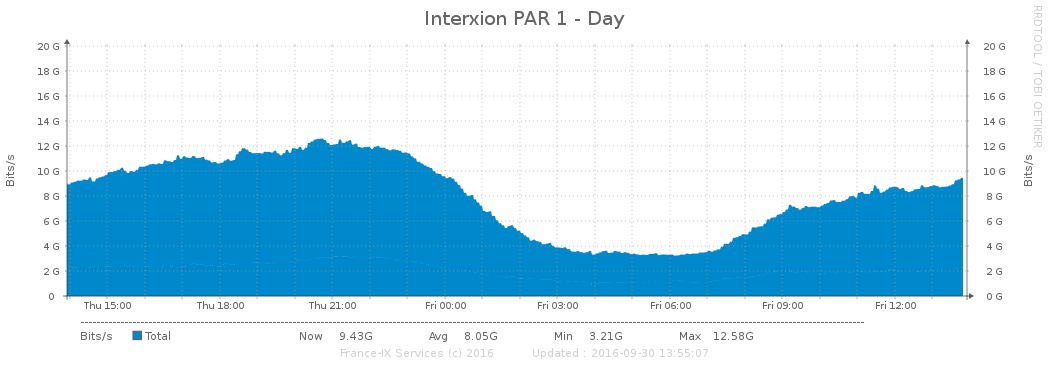 Interxion PAR 1 - Day
RRDTOOL / TOBI OETIKER
Bits/s
20 G 20 G
18 G 18 G
16 G 16 G
14 G 14 G
12 G 12 G
10 G 10 G
8 G 8 G
6 G 6 G
4 G 4 G
2 G 2 G
0 0 G
Bits/s
Thu 15:00 Thu 18:00 Thu 21:00 Fri 00:00 Fri 03:00 Fri 06:00 Fri 09:00 Fri 12:00
Bits/s Total Now 9.43G Avg 8.05G Min 3.21G Max 12.58G
France-IX Services (c) 2016 Updated : 2016-09-30 13:55:07